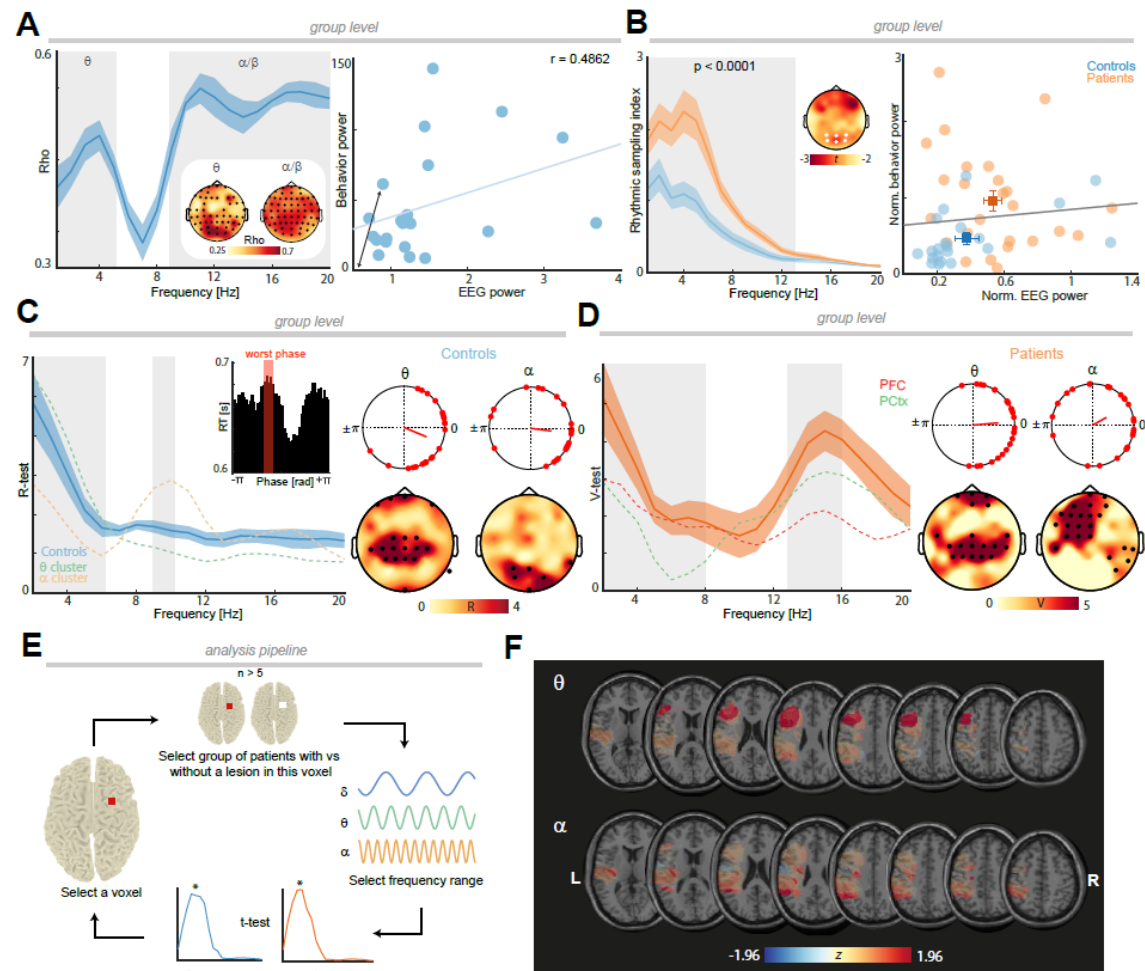 A
group level
0.6
θ
α/β
Rho
θ
α/β
Rho
0.25
0.7
0.3
4
8
12
16
20
Frequency [Hz]
150
r = 0.4862
Behavior power
0
1
2
3
4
EEG power
B
group level
3
p < 0.0001
Rhythmic sampling index
-3
t
-2
0
4
8
12
16
20
Frequency [Hz]
3
Controls
Patients
Norm. behavior power
0
0.2
0.6
1
1.4
Norm. EEG power
C
group level
7
R-test
0
worst phase
0.7
RT [s]
0.6
-π
Phase [rad]
+π
Controls
θ cluster
α cluster
4
8
12
16
20
Frequency [Hz]
Controls
θ
α
±π
0
0
0
R
4
D
group level
6
V-test
0
PFC
PCtx
4
8
12
16
20
Frequency [Hz]
Patients
θ
α
±π
0
±π
0
0
V
5
E
analysis pipeline
n > 5
Select group of patients with vs
without a lesion in this voxel
δ
θ
α
Select frequency range
Select a voxel
*
t-test
*
F
θ
α
L
R
-1.96
z
1.96